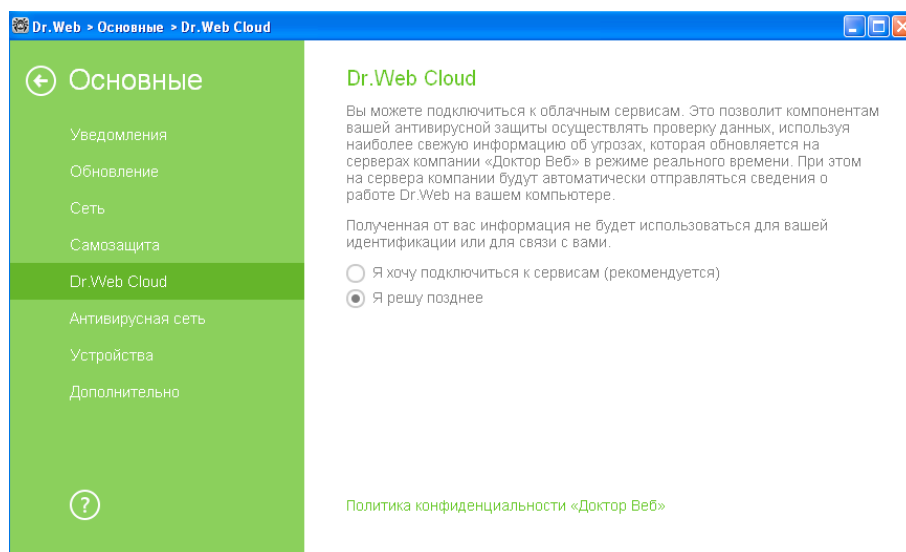 Dr.Web > Основные > Dr.Web Cloud
Основные
Уведомления
Обновление
Сеть
Самозащита
Dr.Web Cloud
Антивирусная сеть
Устройства
Дополнительно
?
Dr.Web Cloud
Вы можете подключиться к облачным сервисам. Это позволит компонентам
вашей антивирусной защиты осуществлять проверку данных, используя
наиболее свежую информацию об угрозах, которая обновляется на
серверах компании «Доктор Веб» в режиме реального времени. При этом
на сервера компании будут автоматически отправляться сведения о
работе Dr.Web на вашем компьютере.
Полученная от вас информация не будет использоваться для вашей
идентификации или для связи с вами.
Я хочу подключиться к сервисам (рекомендуется)
Я решу позднее
Политика конфиденциальности «Доктор Веб»